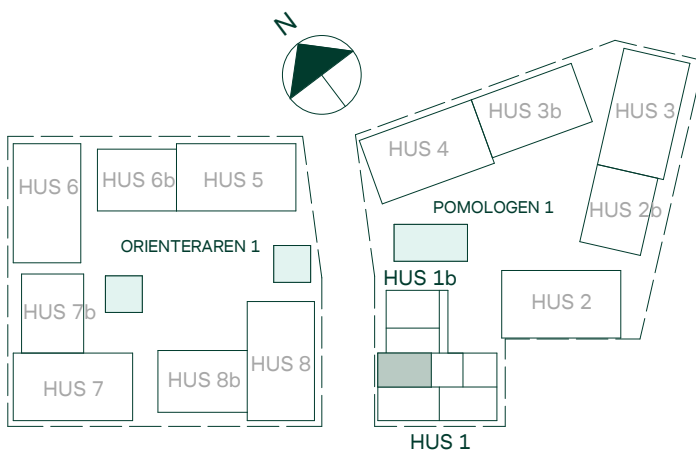 N
HUS 3
HUS 3b
HUS 4
HUS 6
HUS 6b
HUS 5
HUS 2b
POMOLOGEN 1
ORIENTERAREN 1
HUS 1b
HUS 7b
HUS 2
HUS 8
HUS 8b
HUS 7
HUS 1